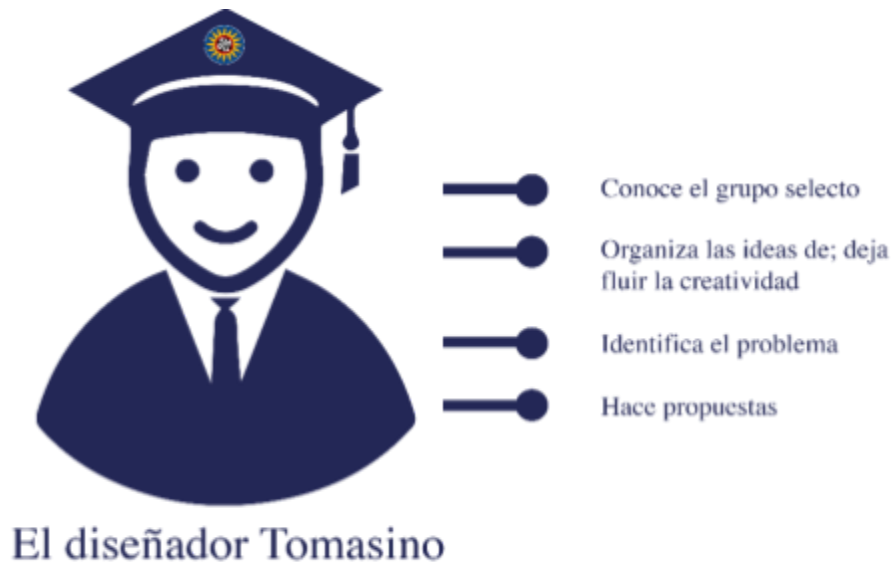 Conoce el grupo selecto
Organiza las ideas de; deja
fluir la creatividad
Identifica el problema
Hace propuestas
El diseñador Tomasino